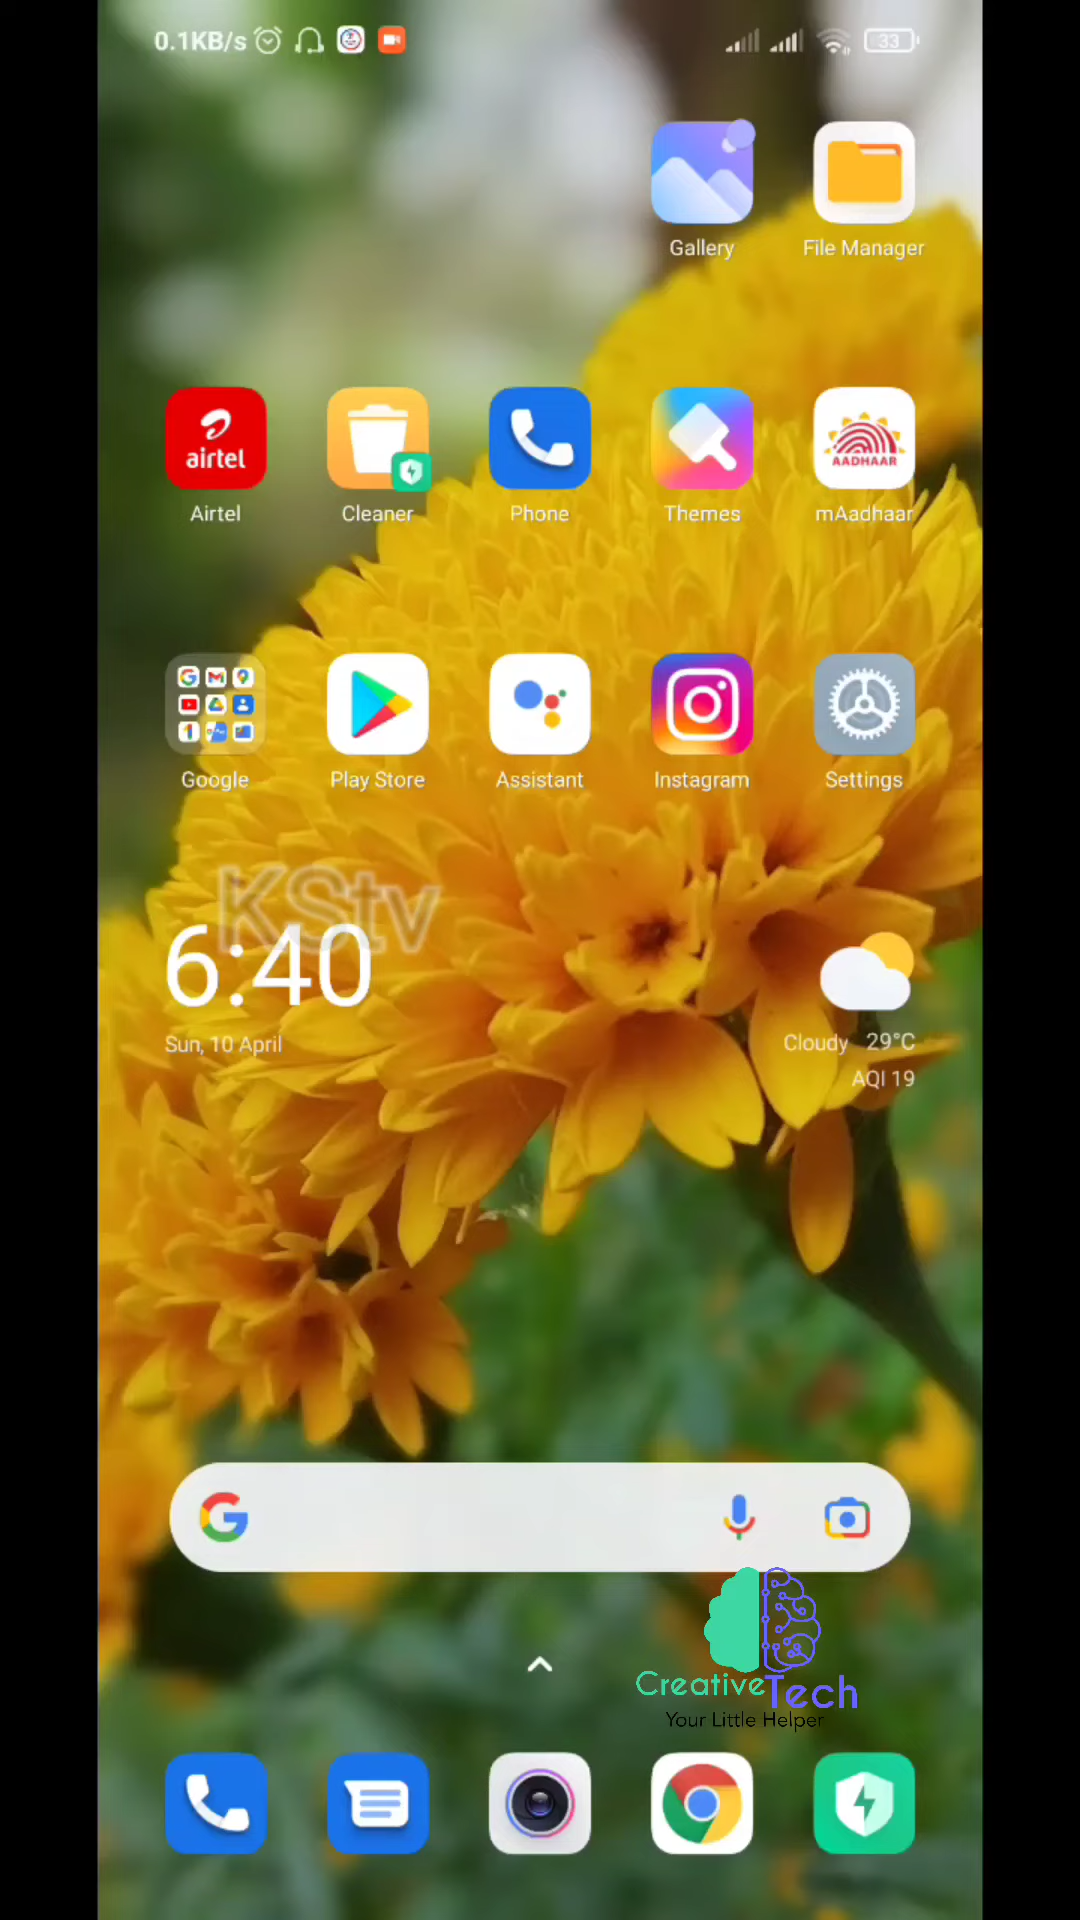 0.1KB/s
33
Gallery
File Manager
airtel
AADHAAR
Airtel
Cleaner
Phone
Themes
mAadhaar
Google
Play Store
Assistant
Instagram
Settings
KStv
6:40
Sun, 10 April
Cloudy 29°C
AQI 19
CreativeTech
Your Little Helper